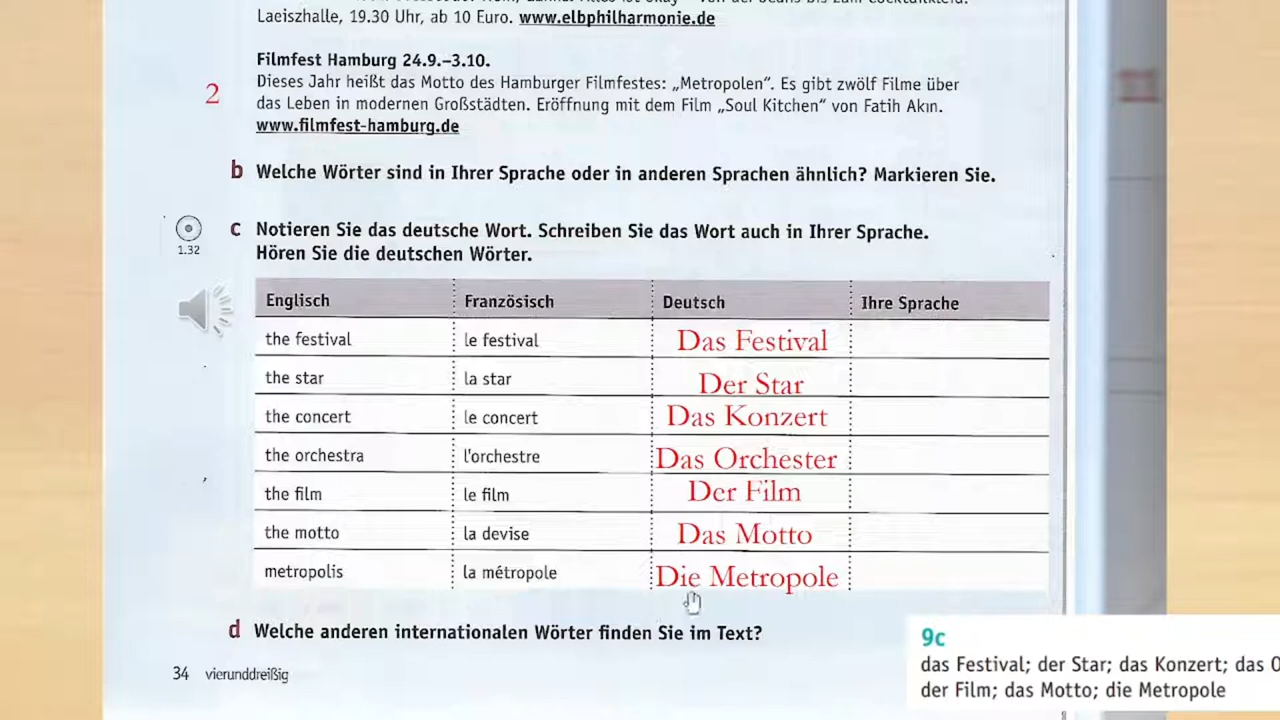 Laeiszhalle, 19.30 Uhr, ab 10 Euro. www.elbphilharmonie.de
Filmfest Hamburg 24.9.–3.10.
2
Dieses Jahr heißt das Motto des Hamburger Filmfestes: „Metropolen“. Es gibt zwölf Filme über
das Leben in modernen Großstädten. Eröffnung mit dem Film „Soul Kitchen“ von Fatih Akın.
www.filmfest-hamburg.de
b Welche Wörter sind in Ihrer Sprache oder in anderen Sprachen ähnlich? Markieren Sie.
c Notieren Sie das deutsche Wort. Schreiben Sie das Wort auch in Ihrer Sprache.
1.32
Hören Sie die deutschen Wörter.
Englisch Französisch Deutsch Ihre Sprache
the festival le festival Das Festival
the star la star Der Star
the concert le concert Das Konzert
the orchestra l'orchestre Das Orchester
the film le film Der Film
the motto la devise Das Motto
metropolis la métropole Die Metropole
d Welche anderen internationalen Wörter finden Sie im Text?
34 vierunddreißig
9c
das Festival; der Star; das Konzert; das
der Film; das Motto; die Metropole